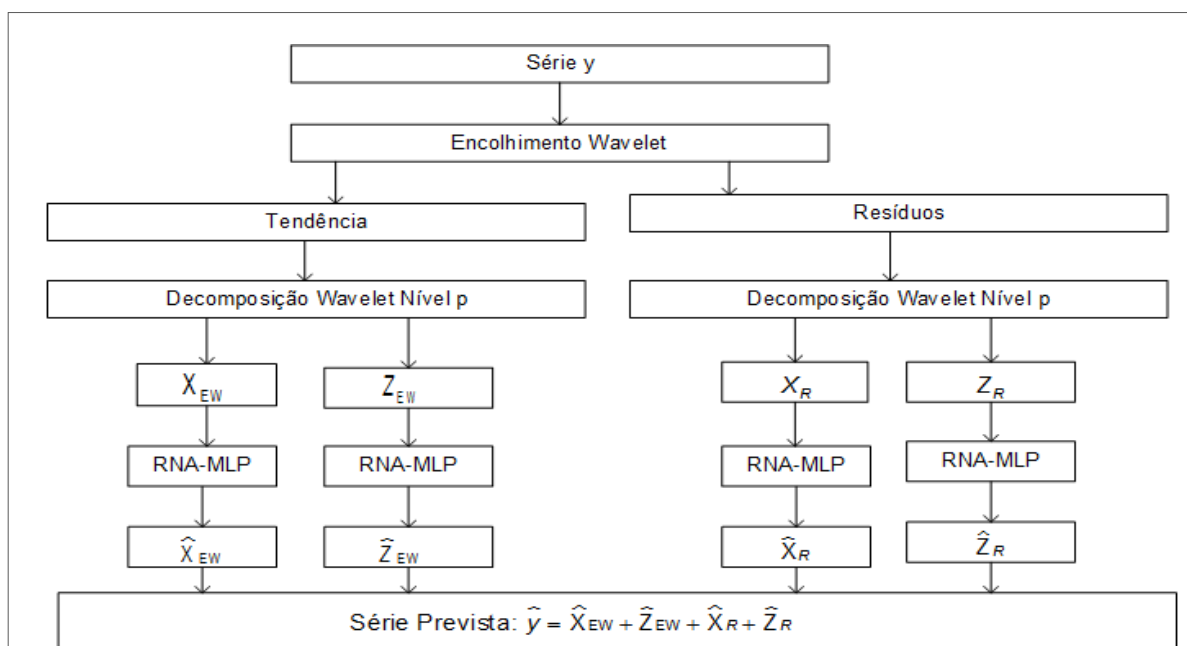 Série y
Encolhimento Wavelet
Tendência
Resíduos
Decomposição Wavelet Nível p
Decomposição Wavelet Nível p
X_EW
Z_EW
X_R
Z_R
RNA-MLP
RNA-MLP
RNA-MLP
RNA-MLP
X̂_EW
Ẑ_EW
X̂_R
Ẑ_R
Série Prevista: ŷ = X̂_EW + Ẑ_EW + X̂_R + Ẑ_R